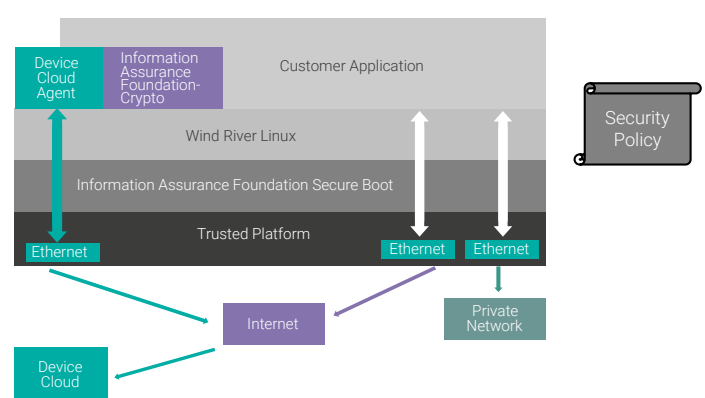 Device
Cloud
Agent
Information
Assurance
Foundation-
Crypto
Customer Application
Security
Policy
Wind River Linux
Information Assurance Foundation Secure Boot
Trusted Platform
Ethernet
Ethernet
Ethernet
Internet
Private
Network
Device
Cloud